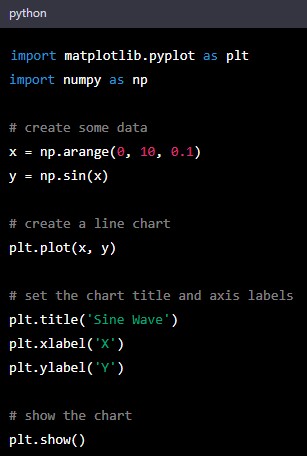 python
import matplotlib.pyplot as plt
import numpy as np
# create some data
x = np.arange(0, 10, 0.1)
y = np.sin(x)
# create a line chart
plt.plot(x, y)
# set the chart title and axis labels
plt.title('Sine Wave')
plt.xlabel('X')
plt.ylabel('Y')
# show the chart
plt.show()